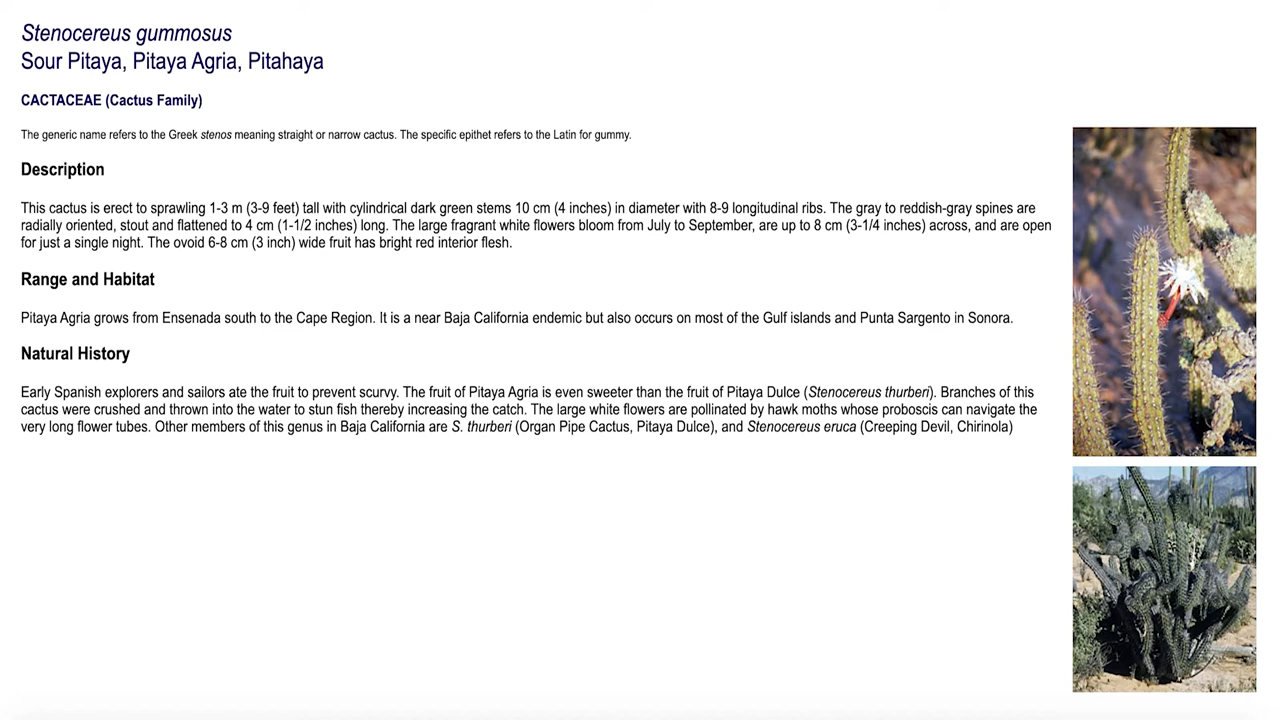 Stenocereus gummosus
Sour Pitaya, Pitaya Agria, Pitahaya
CACTACEAE (Cactus Family)
The generic name refers to the Greek stenos meaning straight or narrow cactus. The specific epithet refers to the Latin for gummy.
Description
This cactus is erect to sprawling 1-3 m (3-9 feet) tall with cylindrical dark green stems 10 cm (4 inches) in diameter with 8-9 longitudinal ribs. The gray to reddish-gray spines are
radially oriented, stout and flattened to 4 cm (1-1/2 inches) long. The large fragrant white flowers bloom from July to September, are up to 8 cm (3-1/4 inches) across, and are open
for just a single night. The ovoid 6-8 cm (3 inch) wide fruit has bright red interior flesh.
Range and Habitat
Pitaya Agria grows from Ensenada south to the Cape Region. It is a near Baja California endemic but also occurs on most of the Gulf islands and Punta Sargento in Sonora.
Natural History
Early Spanish explorers and sailors ate the fruit to prevent scurvy. The fruit of Pitaya Agria is even sweeter than the fruit of Pitaya Dulce (Stenocereus thurberi). Branches of this
cactus were crushed and thrown into the water to stun fish thereby increasing the catch. The large white flowers are pollinated by hawk moths whose proboscis can navigate the
very long flower tubes. Other members of this genus in Baja California are S. thurberi (Organ Pipe Cactus, Pitaya Dulce), and Stenocereus eruca (Creeping Devil, Chirinola)